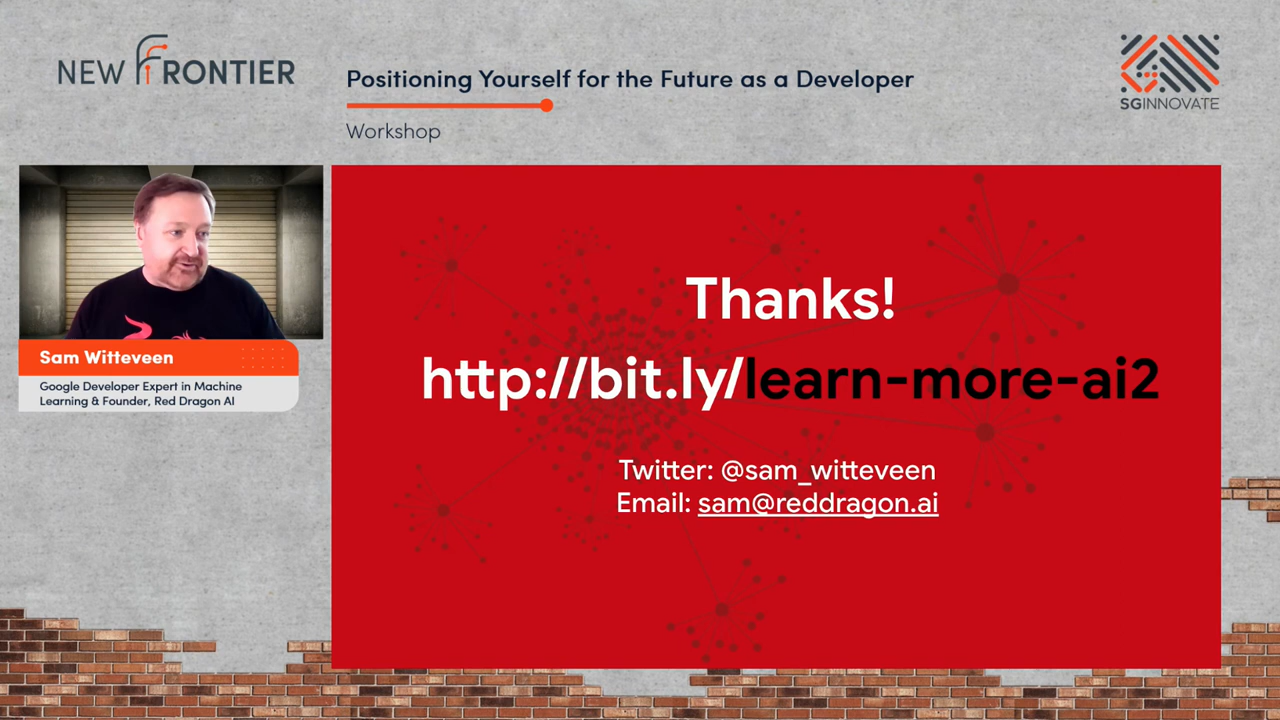 NEW FRONTIER
Positioning Yourself for the Future as a Developer
Workshop
SGINNOVATE
Sam Witteveen
Google Developer Expert in Machine
Learning & Founder, Red Dragon AI
Thanks!
http://bit.ly/learn-more-ai2
Twitter: @sam_witteveen
Email: sam@reddragon.ai